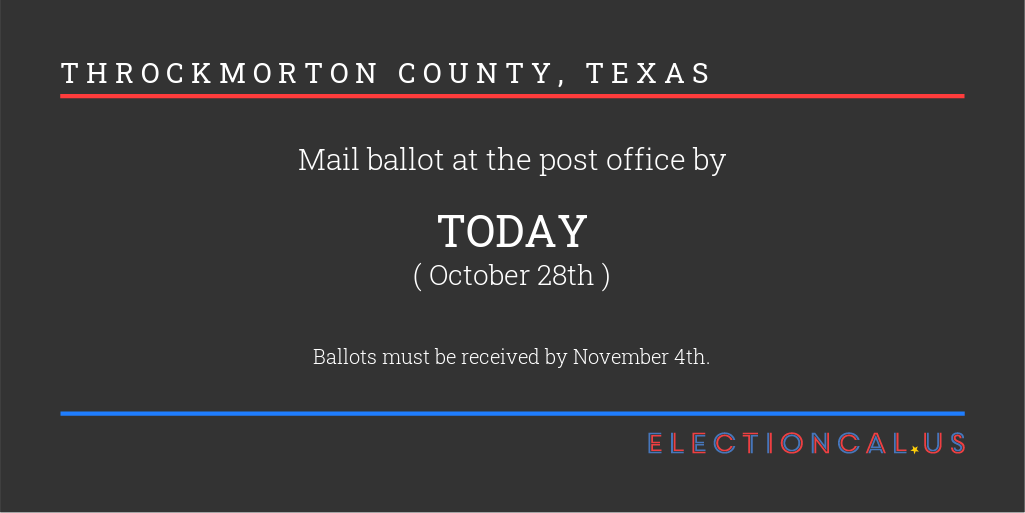 THROCKMORTON COUNTY, TEXAS
Mail ballot at the post office by
TODAY
( October 28th )
Ballots must be received by November 4th.
ELECTIONCAL.US